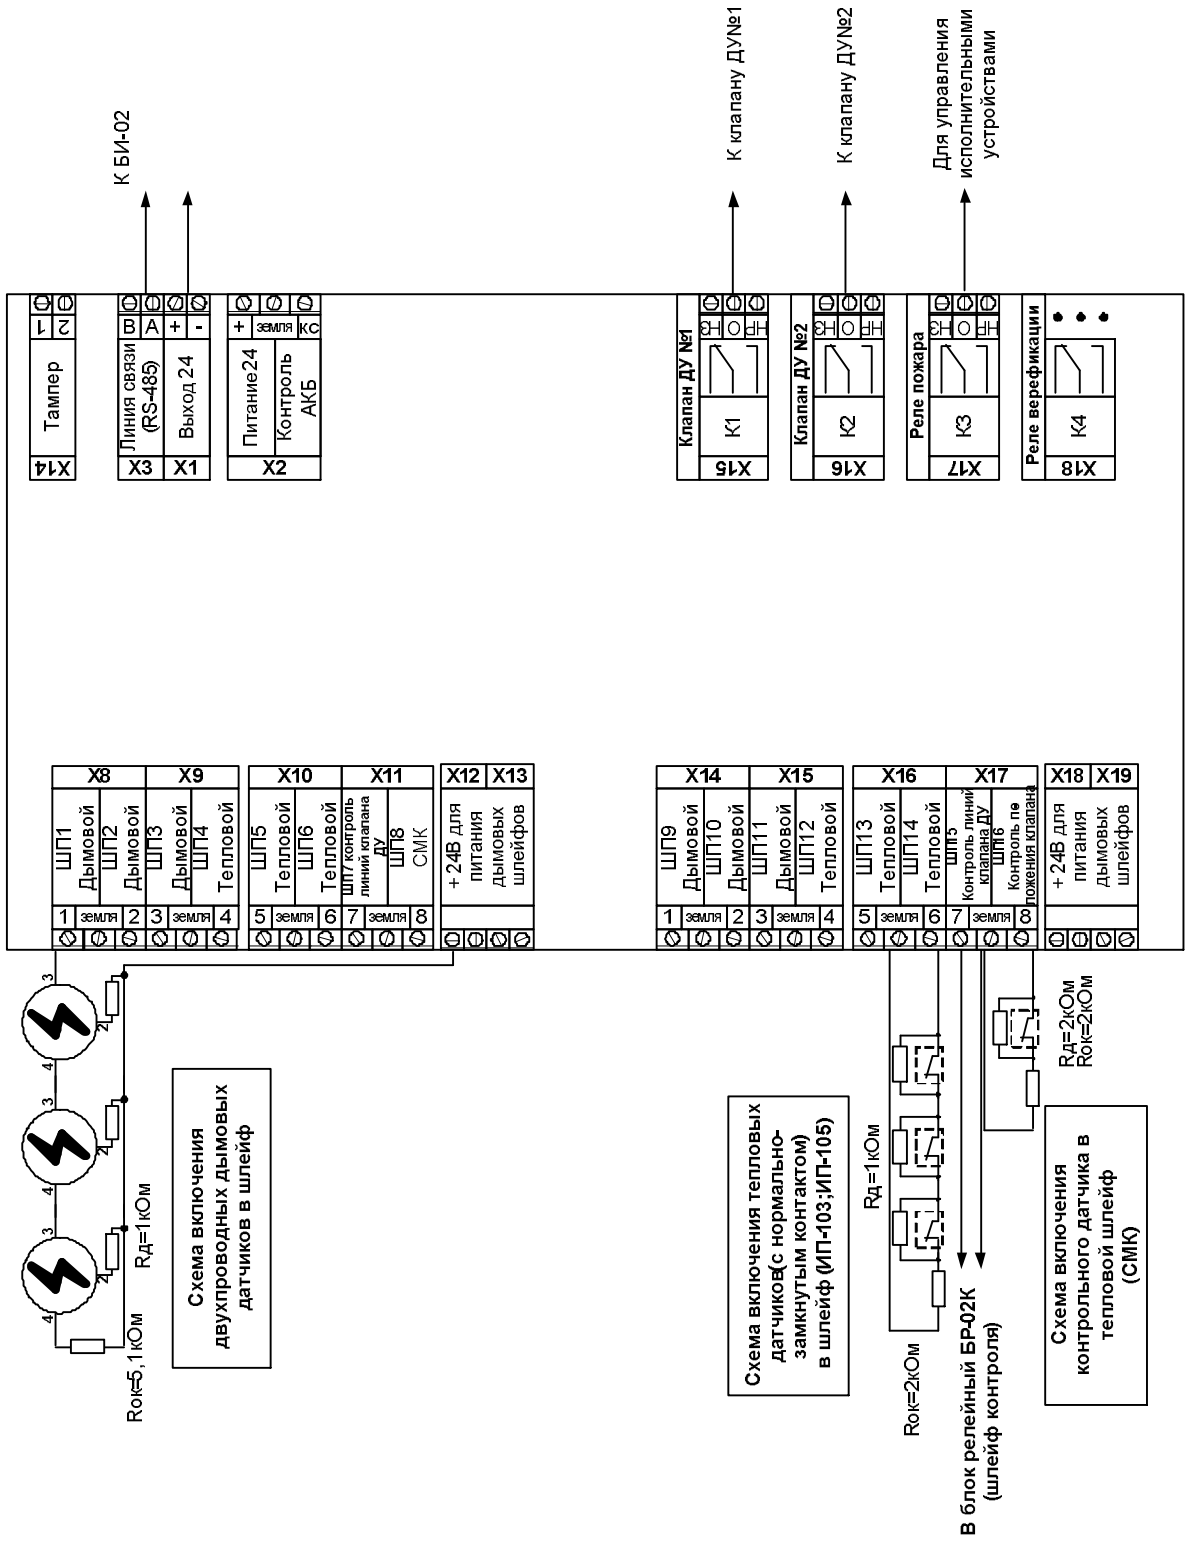 К БИ-02
К клапану ДУ№1
К клапану ДУ№2
Для управления
исполнительными
устройствами
1
2
Тампер
X14
B
A
Линия связи
(RS-485)
X3
+
-
Выход 24
X1
+
земля
КС
Питание24
Контроль
АКБ
X2
Клапан ДУ №1
НЗ
О
НР
К1
X15
Клапан ДУ №2
НЗ
О
НР
К2
X16
Реле пожара
НЗ
О
НР
К3
X17
Реле верефикации
К4
X18
X8
X9
ШП1
Дымовой
ШП2
Дымовой
ШП3
Дымовой
ШП4
Тепловой
1
земля
2
3
земля
4
X10
X11
ШП5
Тепловой
ШП6
Тепловой
ШП7 контроль
линий клапана
ДУ
ШП8
СМК
5
земля
6
7
земля
8
X12
X13
+ 24В для
питания
дымовых
шлейфов
X14
X15
ШП9
Дымовой
ШП10
Дымовой
ШП11
Дымовой
ШП12
Тепловой
1
земля
2
3
земля
4
X16
X17
ШП13
Тепловой
ШП14
Тепловой
ШП15
Контроль линий
клапана ДУ
ШП16
Контроль по
ложения клапана
5
земля
6
7
земля
8
X18
X19
+ 24В для
питания
дымовых
шлейфов
3
2
4
3
2
4
3
2
4
Rд=1кОм
Rок=5,1кОм
Схема включения
двухпроводных дымовых
датчиков в шлейф
Схема включения тепловых
датчиков(с нормально-
замкнутым контактом)
в шлейф (ИП-103;ИП-105)
Rд=1кОм
Rок=2кОм
В блок релейный БР-02К
(шлейф контроля)
Rд=2кОм
Rок=2кОм
Схема включения
контрольного датчика в
тепловой шлейф
(СМК)